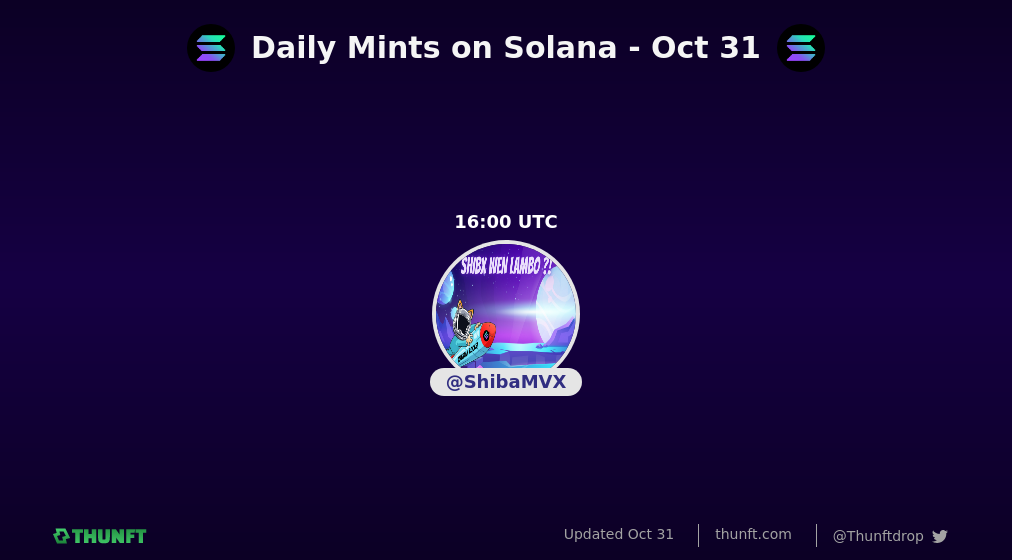 Daily Mints on Solana - Oct 31
16:00 UTC
SHIBX WEN LAMBO ?!
@ShibaMVX
THUNFT
Updated Oct 31
thunft.com
@Thunftdrop